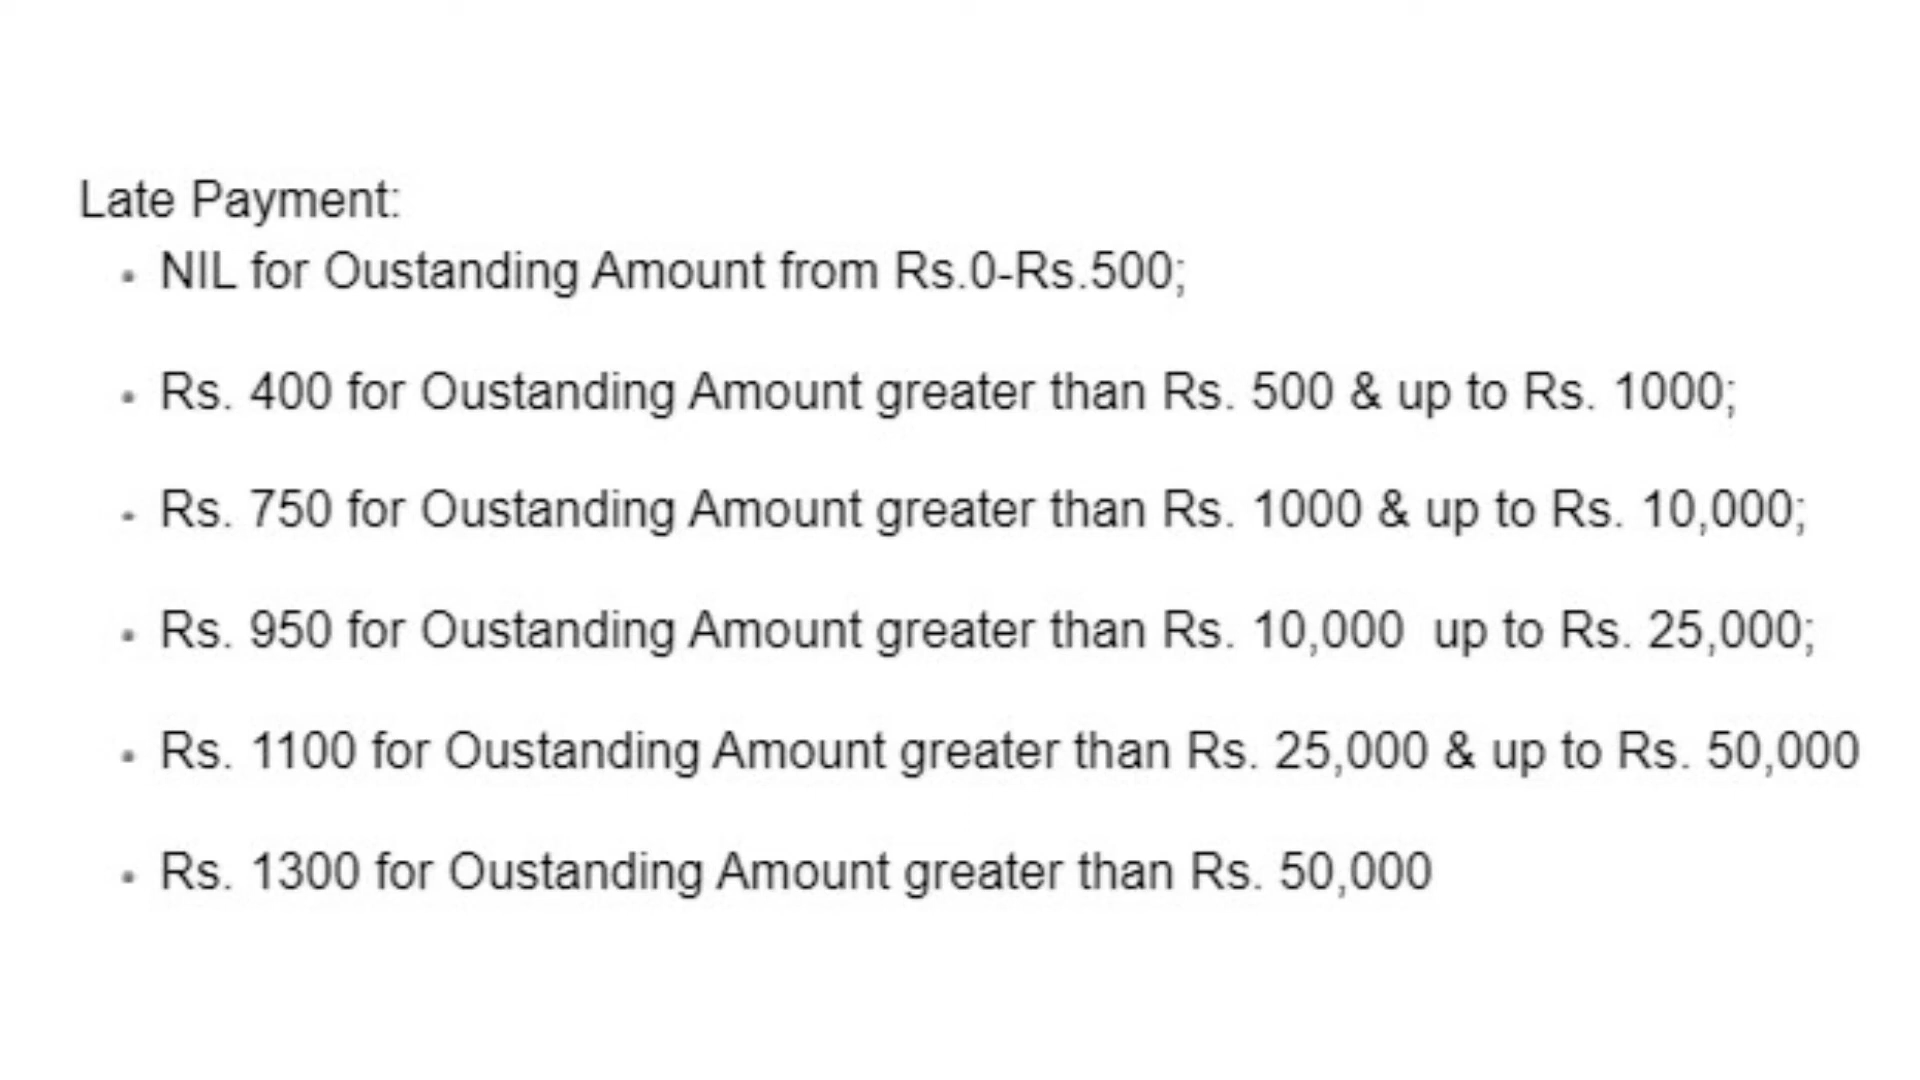 Late Payment:
• NIL for Oustanding Amount from Rs.0-Rs.500;
• Rs. 400 for Oustanding Amount greater than Rs. 500 & up to Rs. 1000;
• Rs. 750 for Oustanding Amount greater than Rs. 1000 & up to Rs. 10,000;
• Rs. 950 for Oustanding Amount greater than Rs. 10,000  up to Rs. 25,000;
• Rs. 1100 for Oustanding Amount greater than Rs. 25,000 & up to Rs. 50,000
• Rs. 1300 for Oustanding Amount greater than Rs. 50,000